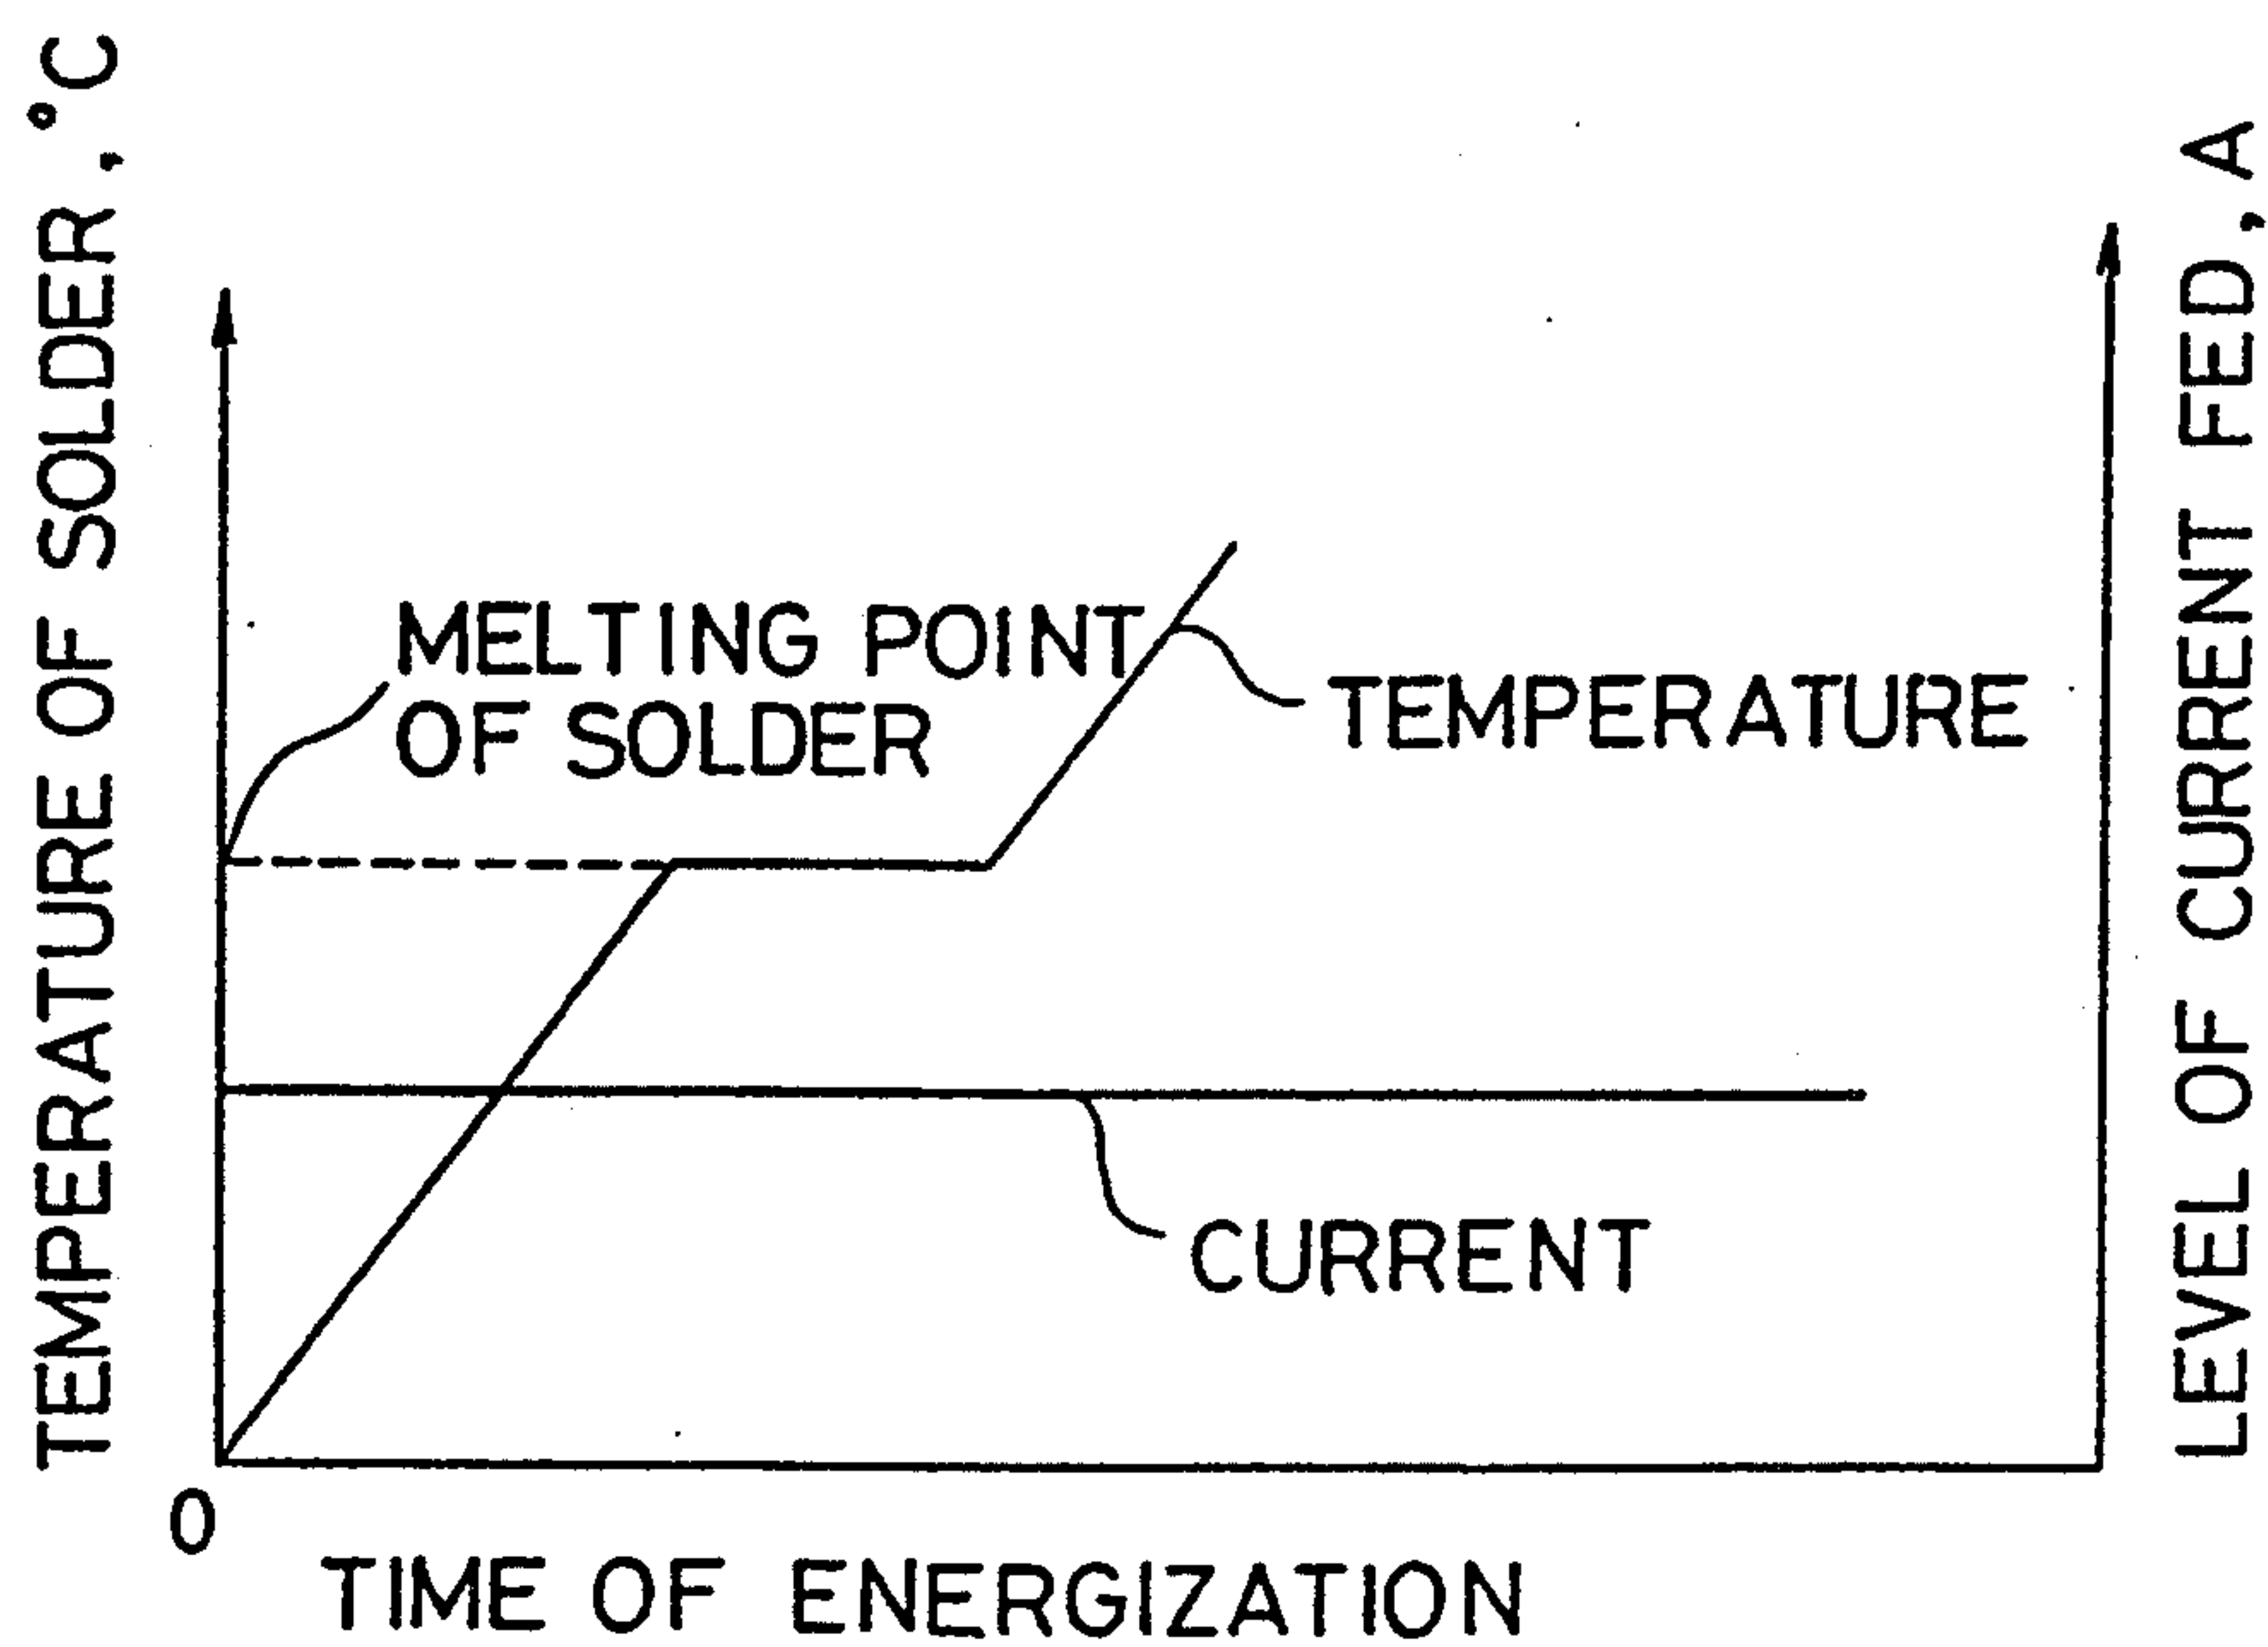 TEMPERATURE OF SOLDER, °C
MELTING POINT
OF SOLDER
TEMPERATURE
CURRENT
LEVEL OF CURRENT FED, A
0
TIME OF ENERGIZATION